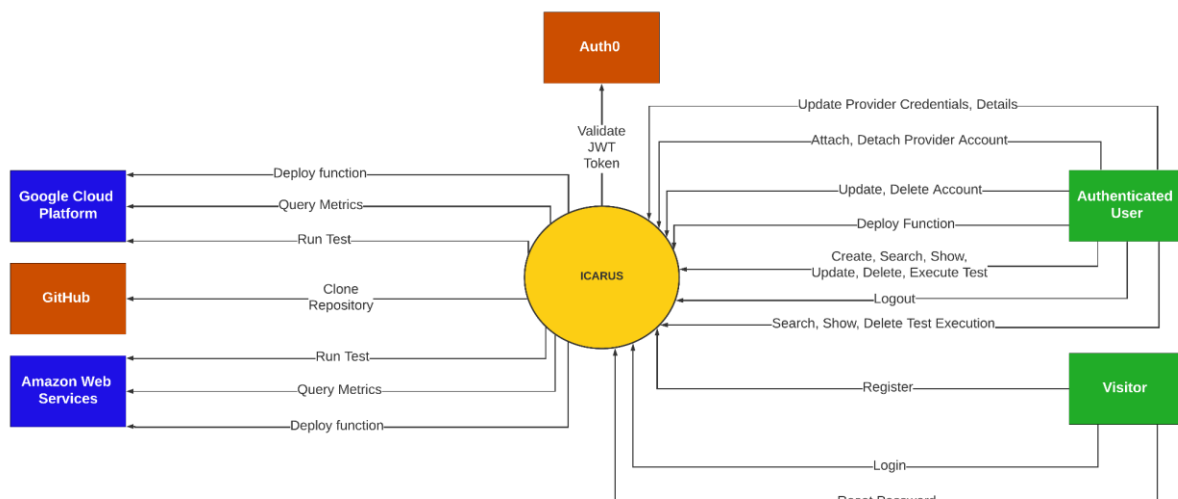 Auth0
Validate
JWT
Token
Update Provider Credentials, Details
Attach, Detach Provider Account
Update, Delete Account
Deploy Function
Create, Search, Show,
Update, Delete, Execute Test
Logout
Search, Show, Delete Test Execution
Authenticated
User
Deploy function
Query Metrics
Run Test
Google Cloud
Platform
ICARUS
Clone
Repository
GitHub
Run Test
Query Metrics
Deploy function
Amazon Web
Services
Register
Visitor
Login
Reset Password